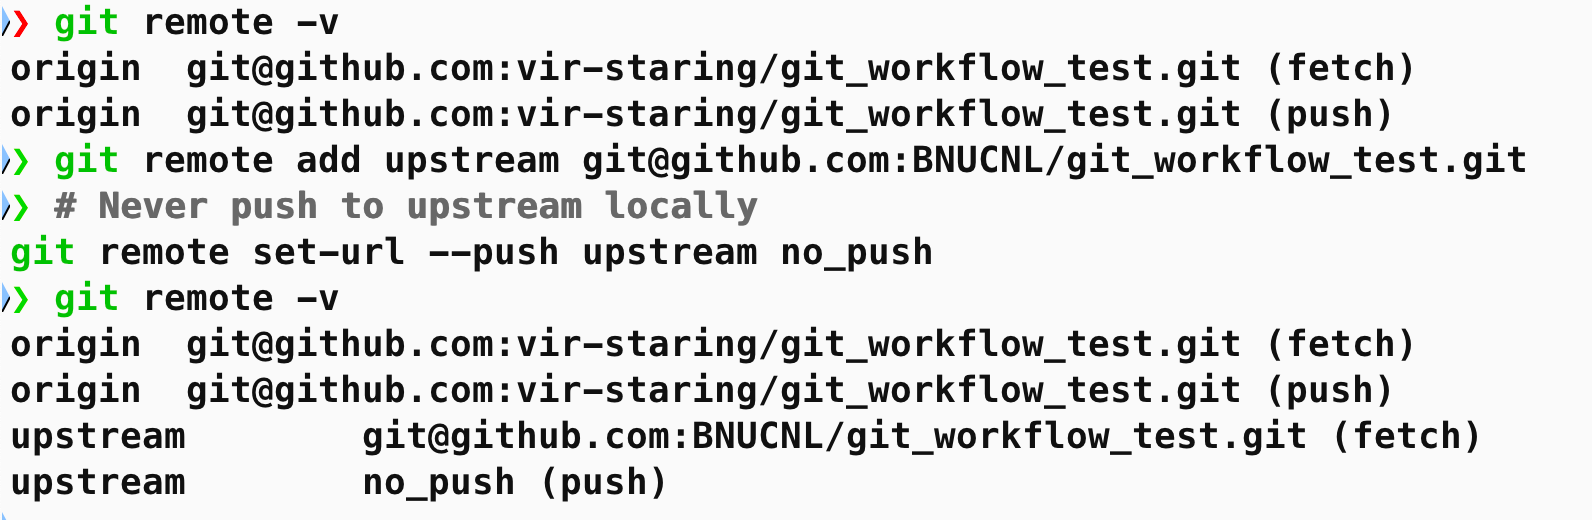 ❯ git remote -v
origin  git@github.com:vir-staring/git_workflow_test.git (fetch)
origin  git@github.com:vir-staring/git_workflow_test.git (push)
❯ git remote add upstream git@github.com:BNUCNL/git_workflow_test.git
❯ # Never push to upstream locally
git remote set-url --push upstream no_push
❯ git remote -v
origin  git@github.com:vir-staring/git_workflow_test.git (fetch)
origin  git@github.com:vir-staring/git_workflow_test.git (push)
upstream        git@github.com:BNUCNL/git_workflow_test.git (fetch)
upstream        no_push (push)